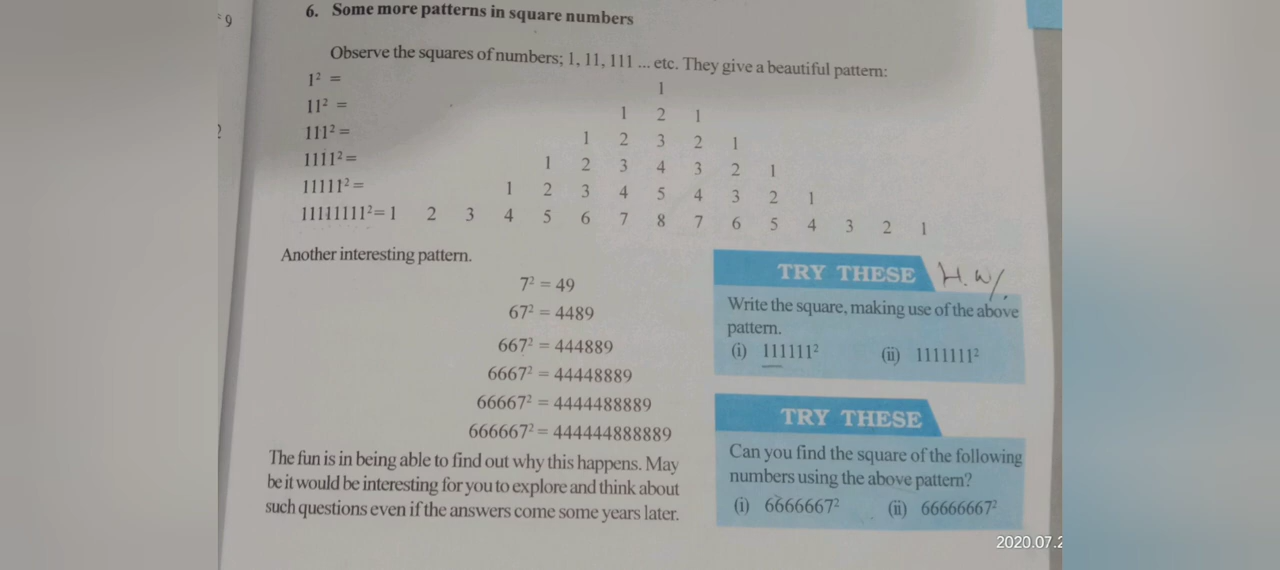 = 9
6. Some more patterns in square numbers
Observe the squares of numbers; 1, 11, 111 ... etc. They give a beautiful pattern:
1² = 1
11² = 1 2 1
111² = 1 2 3 2 1
1111² = 1 2 3 4 3 2 1
11111² = 1 2 3 4 5 4 3 2 1
11111111² = 1 2 3 4 5 6 7 8 7 6 5 4 3 2 1
2
Another interesting pattern.
7² = 49
67² = 4489
667² = 444889
6667² = 44448889
66667² = 4444488889
666667² = 444444888889
The fun is in being able to find out why this happens. May
be it would be interesting for you to explore and think about
such questions even if the answers come some years later.
TRY THESE H.W/
Write the square, making use of the above
pattern.
(i) 111111² (ii) 1111111²
TRY THESE
Can you find the square of the following
numbers using the above pattern?
(i) 6666667² (ii) 66666667²
2020.07.2